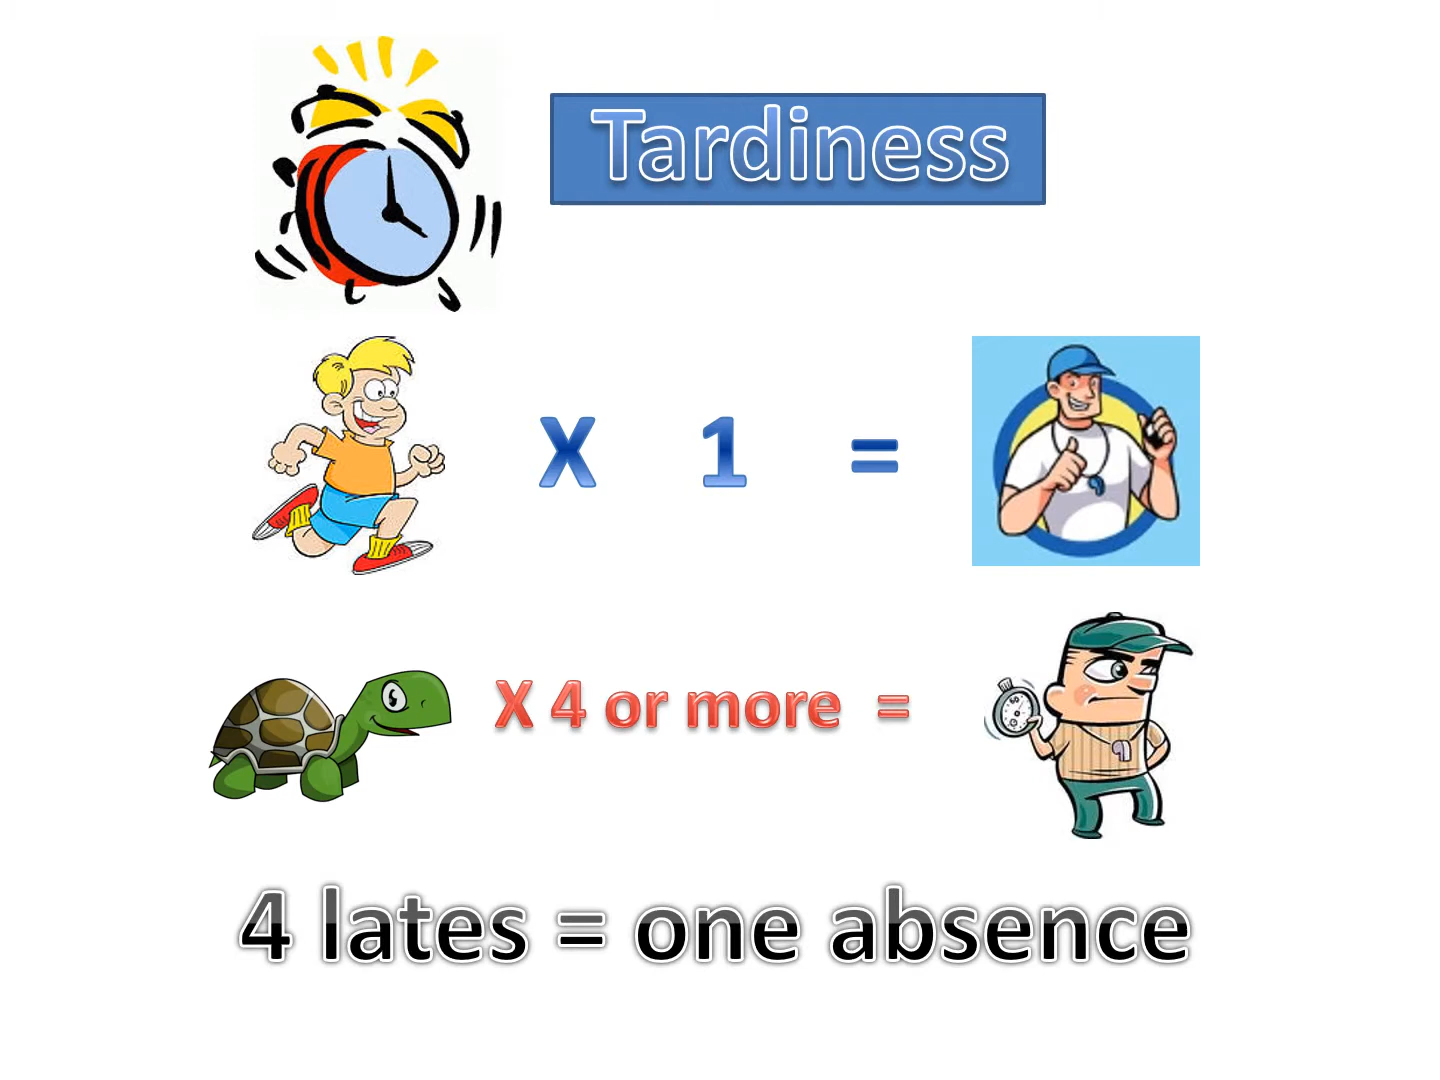 Tardiness
X 1 =
X 4 or more =
4 lates = one absence